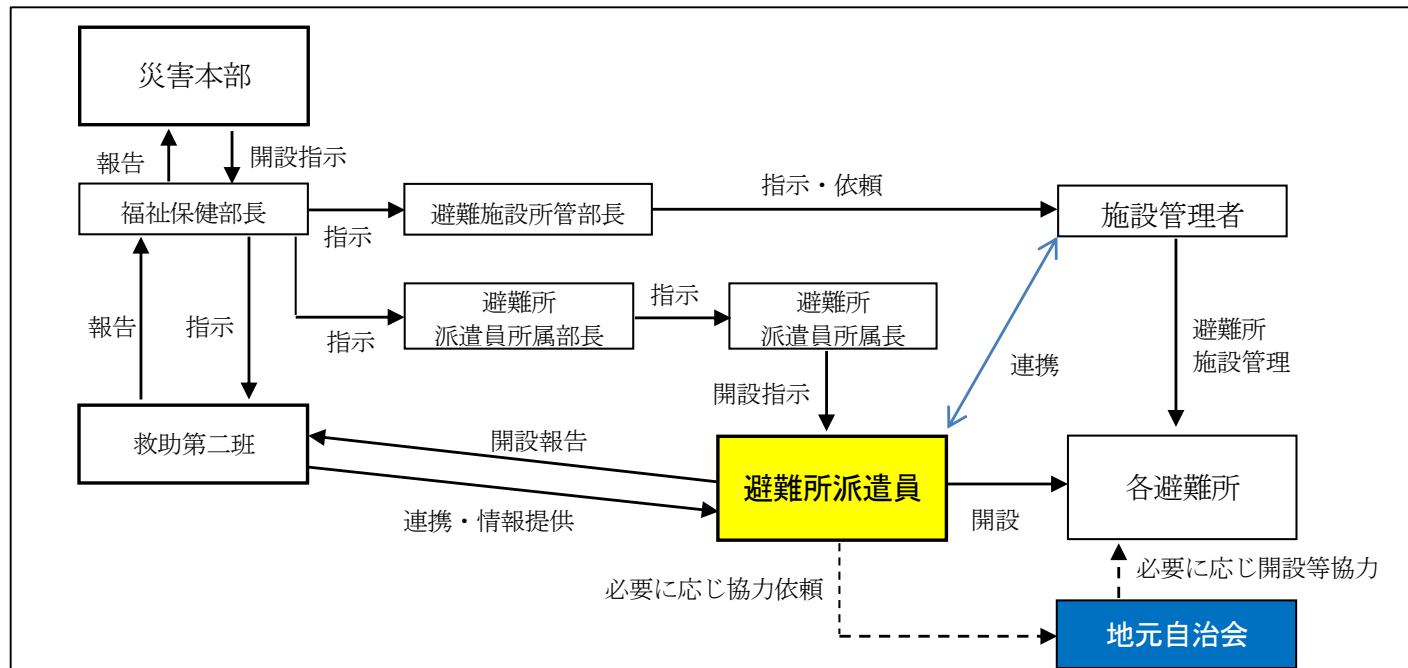 災害本部
報告
開設指示
福祉保健部長
指示
避難施設所管部長
指示・依頼
施設管理者
報告
指示
指示
避難所
派遣員所属部長
指示
避難所
派遣員所属長
開設指示
連携
避難所
施設管理
救助第二班
開設報告
連携・情報提供
避難所派遣員
開設
各避難所
必要に応じ協力依頼
必要に応じ開設等協力
地元自治会